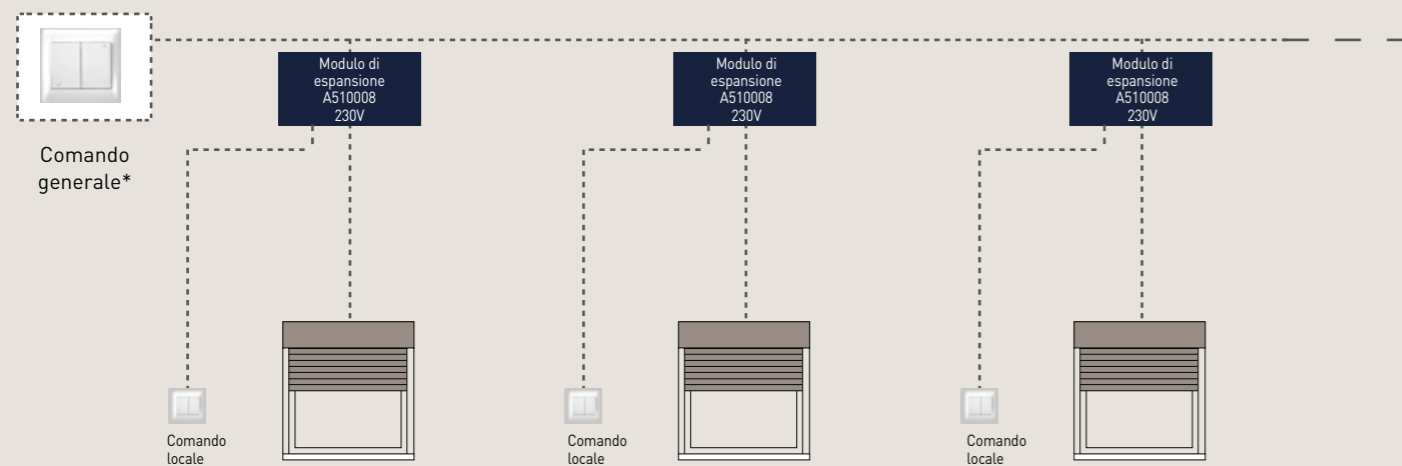 Comando
generale*
Modulo di
espansione
A510008
230V
Modulo di
espansione
A510008
230V
Modulo di
espansione
A510008
230V
Comando
locale
Comando
locale
Comando
locale